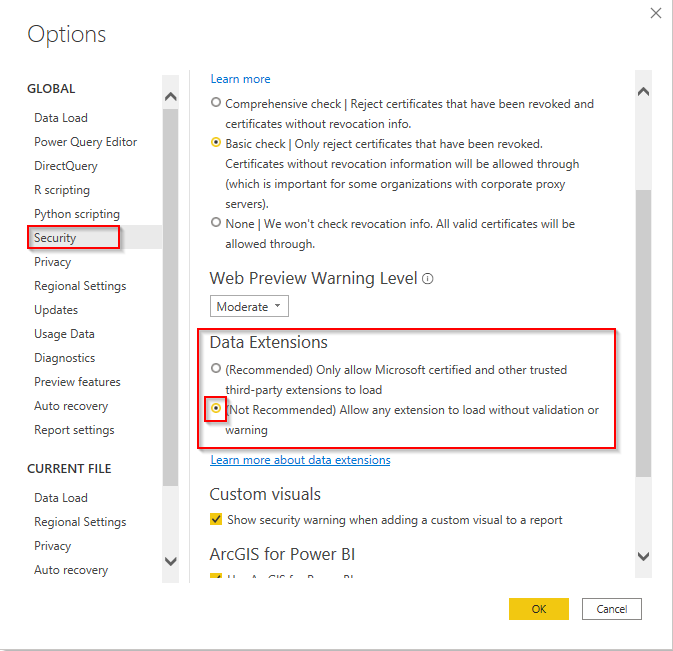 Options
GLOBAL
Data Load
Power Query Editor
DirectQuery
R scripting
Python scripting
Security
Privacy
Regional Settings
Updates
Usage Data
Diagnostics
Preview features
Auto recovery
Report settings
CURRENT FILE
Data Load
Regional Settings
Privacy
Auto recovery
Learn more
Comprehensive check | Reject certificates that have been revoked and
certificates without revocation info.
Basic check | Only reject certificates that have been revoked.
Certificates without revocation information will be allowed through
(which is important for some organizations with corporate proxy
servers).
None | We won't check revocation info. All valid certificates will be
allowed through.
Web Preview Warning Level
Moderate
Data Extensions
(Recommended) Only allow Microsoft certified and other trusted
third-party extensions to load
(Not Recommended) Allow any extension to load without validation or
warning
Learn more about data extensions
Custom visuals
Show security warning when adding a custom visual to a report
ArcGIS for Power BI
Use ArcGIS for Power BI
OK
Cancel